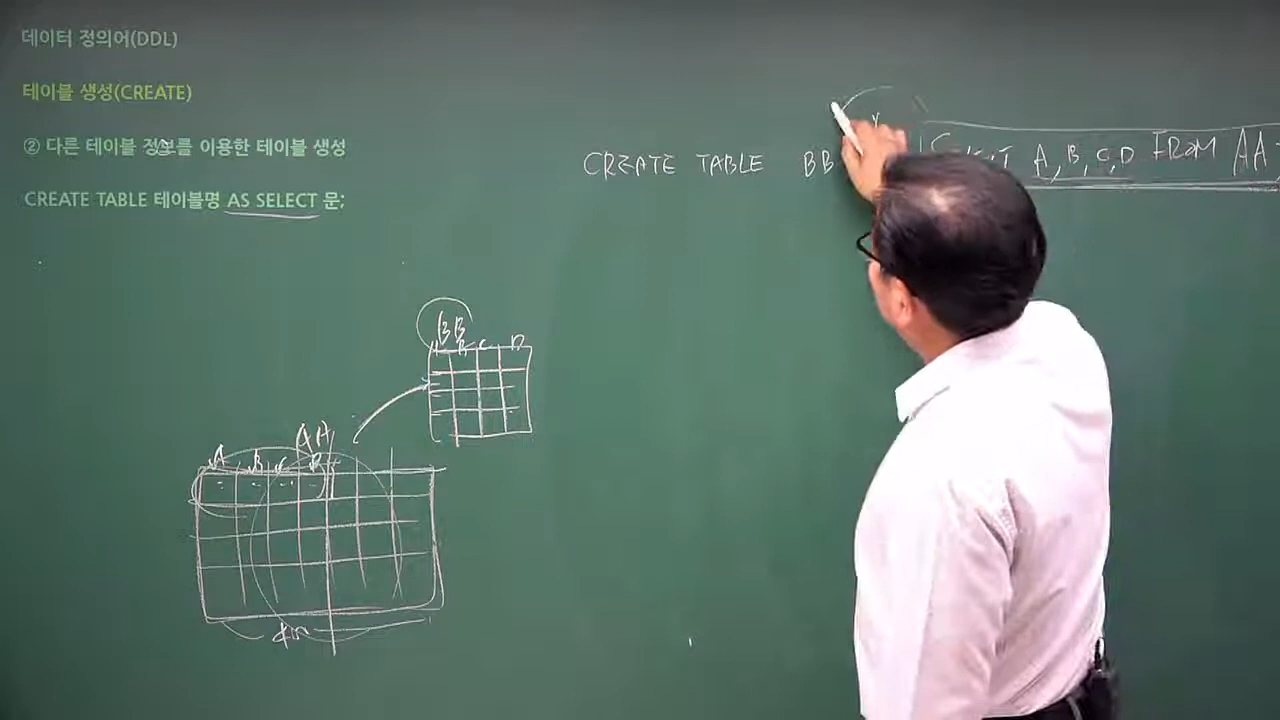 데이터 정의어(DDL)
테이블 생성(CREATE)
② 다른 테이블 정보를 이용한 테이블 생성
CREATE TABLE 테이블명 AS SELECT 문;
CREATE TABLE BB A, B, C, D FROM AA
BB
B C D
AA
A B C D